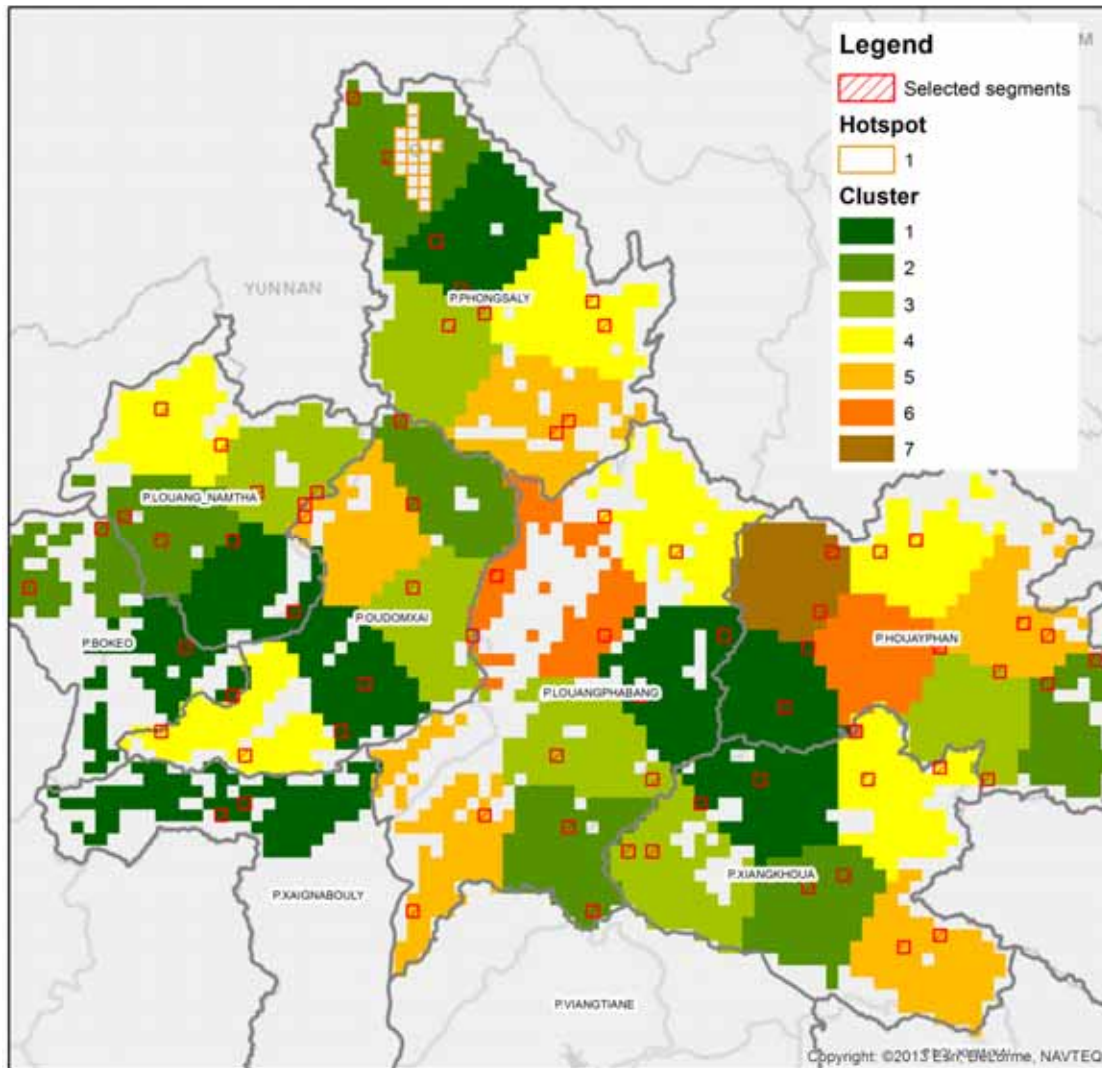 Legend
M
Selected segments
Hotspot
1
Cluster
1
2
3
4
5
6
7
YUNNAN
P.PHONGSALY
P.LOUANG_NAMTHA
P.BOKEO
P.OUDOMXAI
P.HOUAYPHAN
P.LOUANGPHABANG
P.XIANGKHOUA
P.XAIGNABOULY
P.VIANGTIANE
Copyright: ©2013 Esri, DeLorme, NAVTEQ